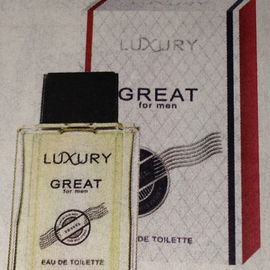 LUXURY
GREAT
for men
DE TOILETTE
LUXURY
GREAT
for men
EAU DE TOILETTE